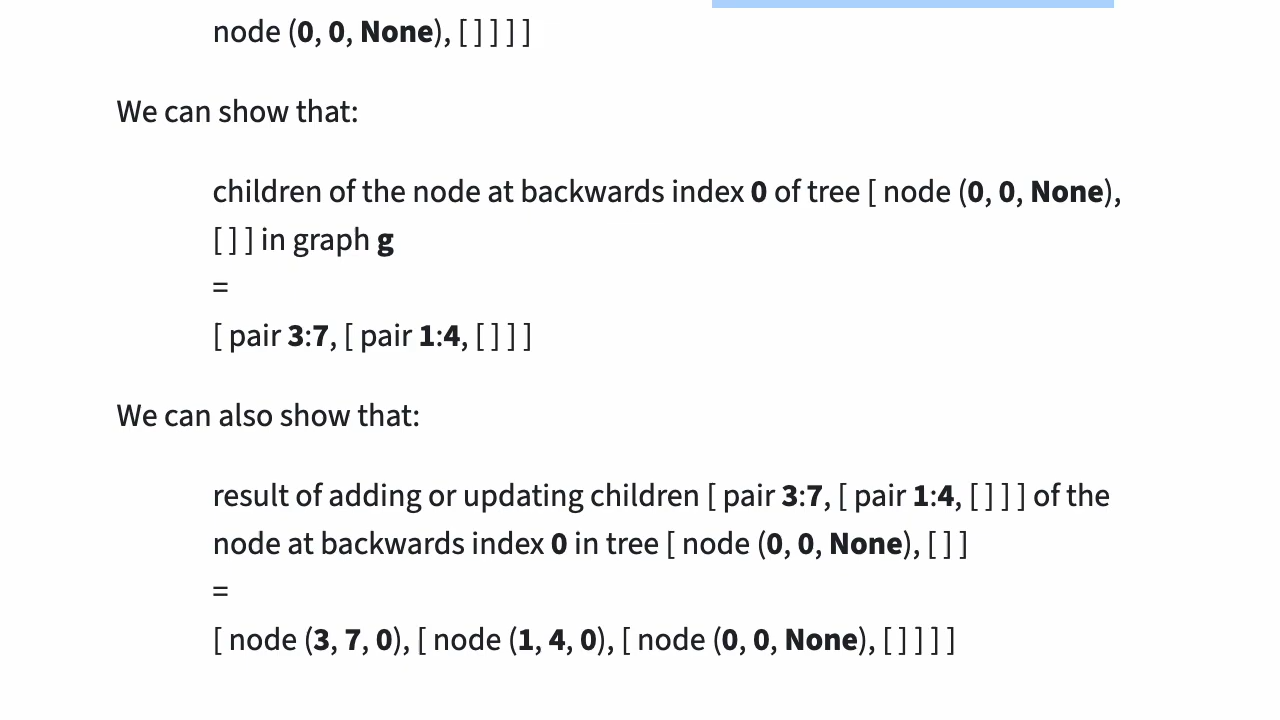 node (0, 0, None), [ ] ] ] ]
We can show that:
children of the node at backwards index 0 of tree [ node (0, 0, None),
[ ] ] in graph g
=
[ pair 3:7, [ pair 1:4, [ ] ] ]
We can also show that:
result of adding or updating children [ pair 3:7, [ pair 1:4, [ ] ] ] of the
node at backwards index 0 in tree [ node (0, 0, None), [ ] ]
=
[ node (3, 7, 0), [ node (1, 4, 0), [ node (0, 0, None), [ ] ] ] ]